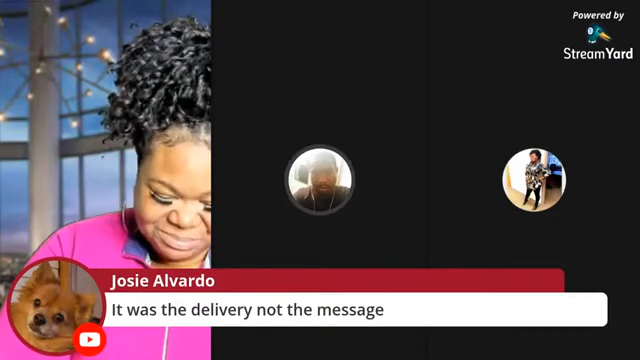 Powered by
StreamYard
Josie Alvardo
It was the delivery not the message